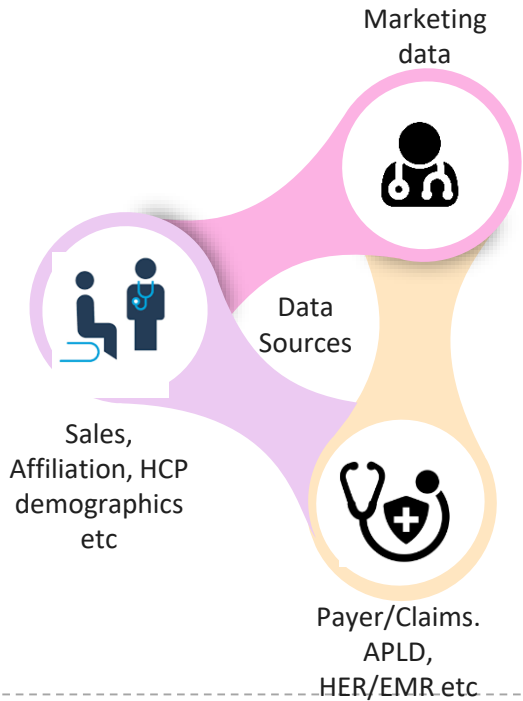 Marketing
data
Data
Sources
Sales,
Affiliation, HCP
demographics
etc
Payer/Claims.
APLD,
HER/EMR etc